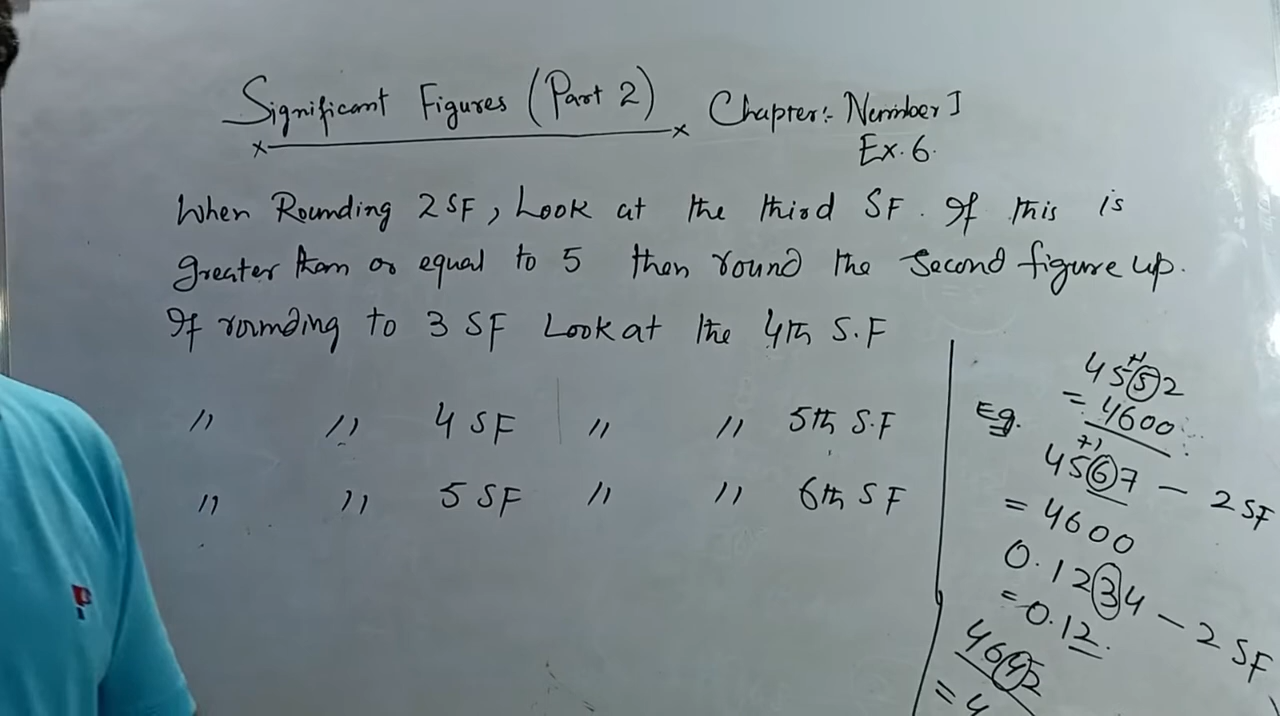 Significant Figures (Part 2) Chapter:- Number I
Ex. 6.
When Rounding 2 SF, Look at the third SF. If this is
greater than or equal to 5 then round the Second figure up.
If rounding to 3 SF Look at the 4th S.F
" " 4 SF " " 5th S.F
" " 5 SF " " 6th SF
4552
Eg. = 4600
4567 - 2 SF
= 4600
0.1234 - 2 SF
= 0.12.
= 4